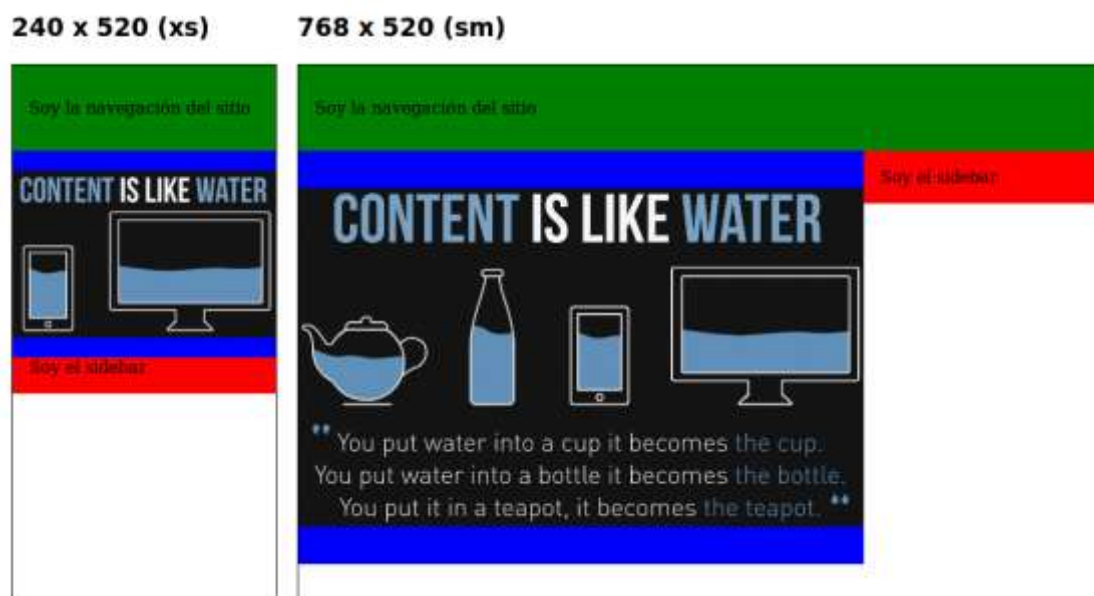 240 x 520 (xs)
768 x 520 (sm)
Soy la navegación del sitio
CONTENT IS LIKE WATER
Soy el sidebar
Soy la navegación del sitio
Soy el sidebar
CONTENT IS LIKE WATER
" You put water into a cup it becomes the cup.
You put water into a bottle it becomes the bottle.
You put it in a teapot, it becomes the teapot. "